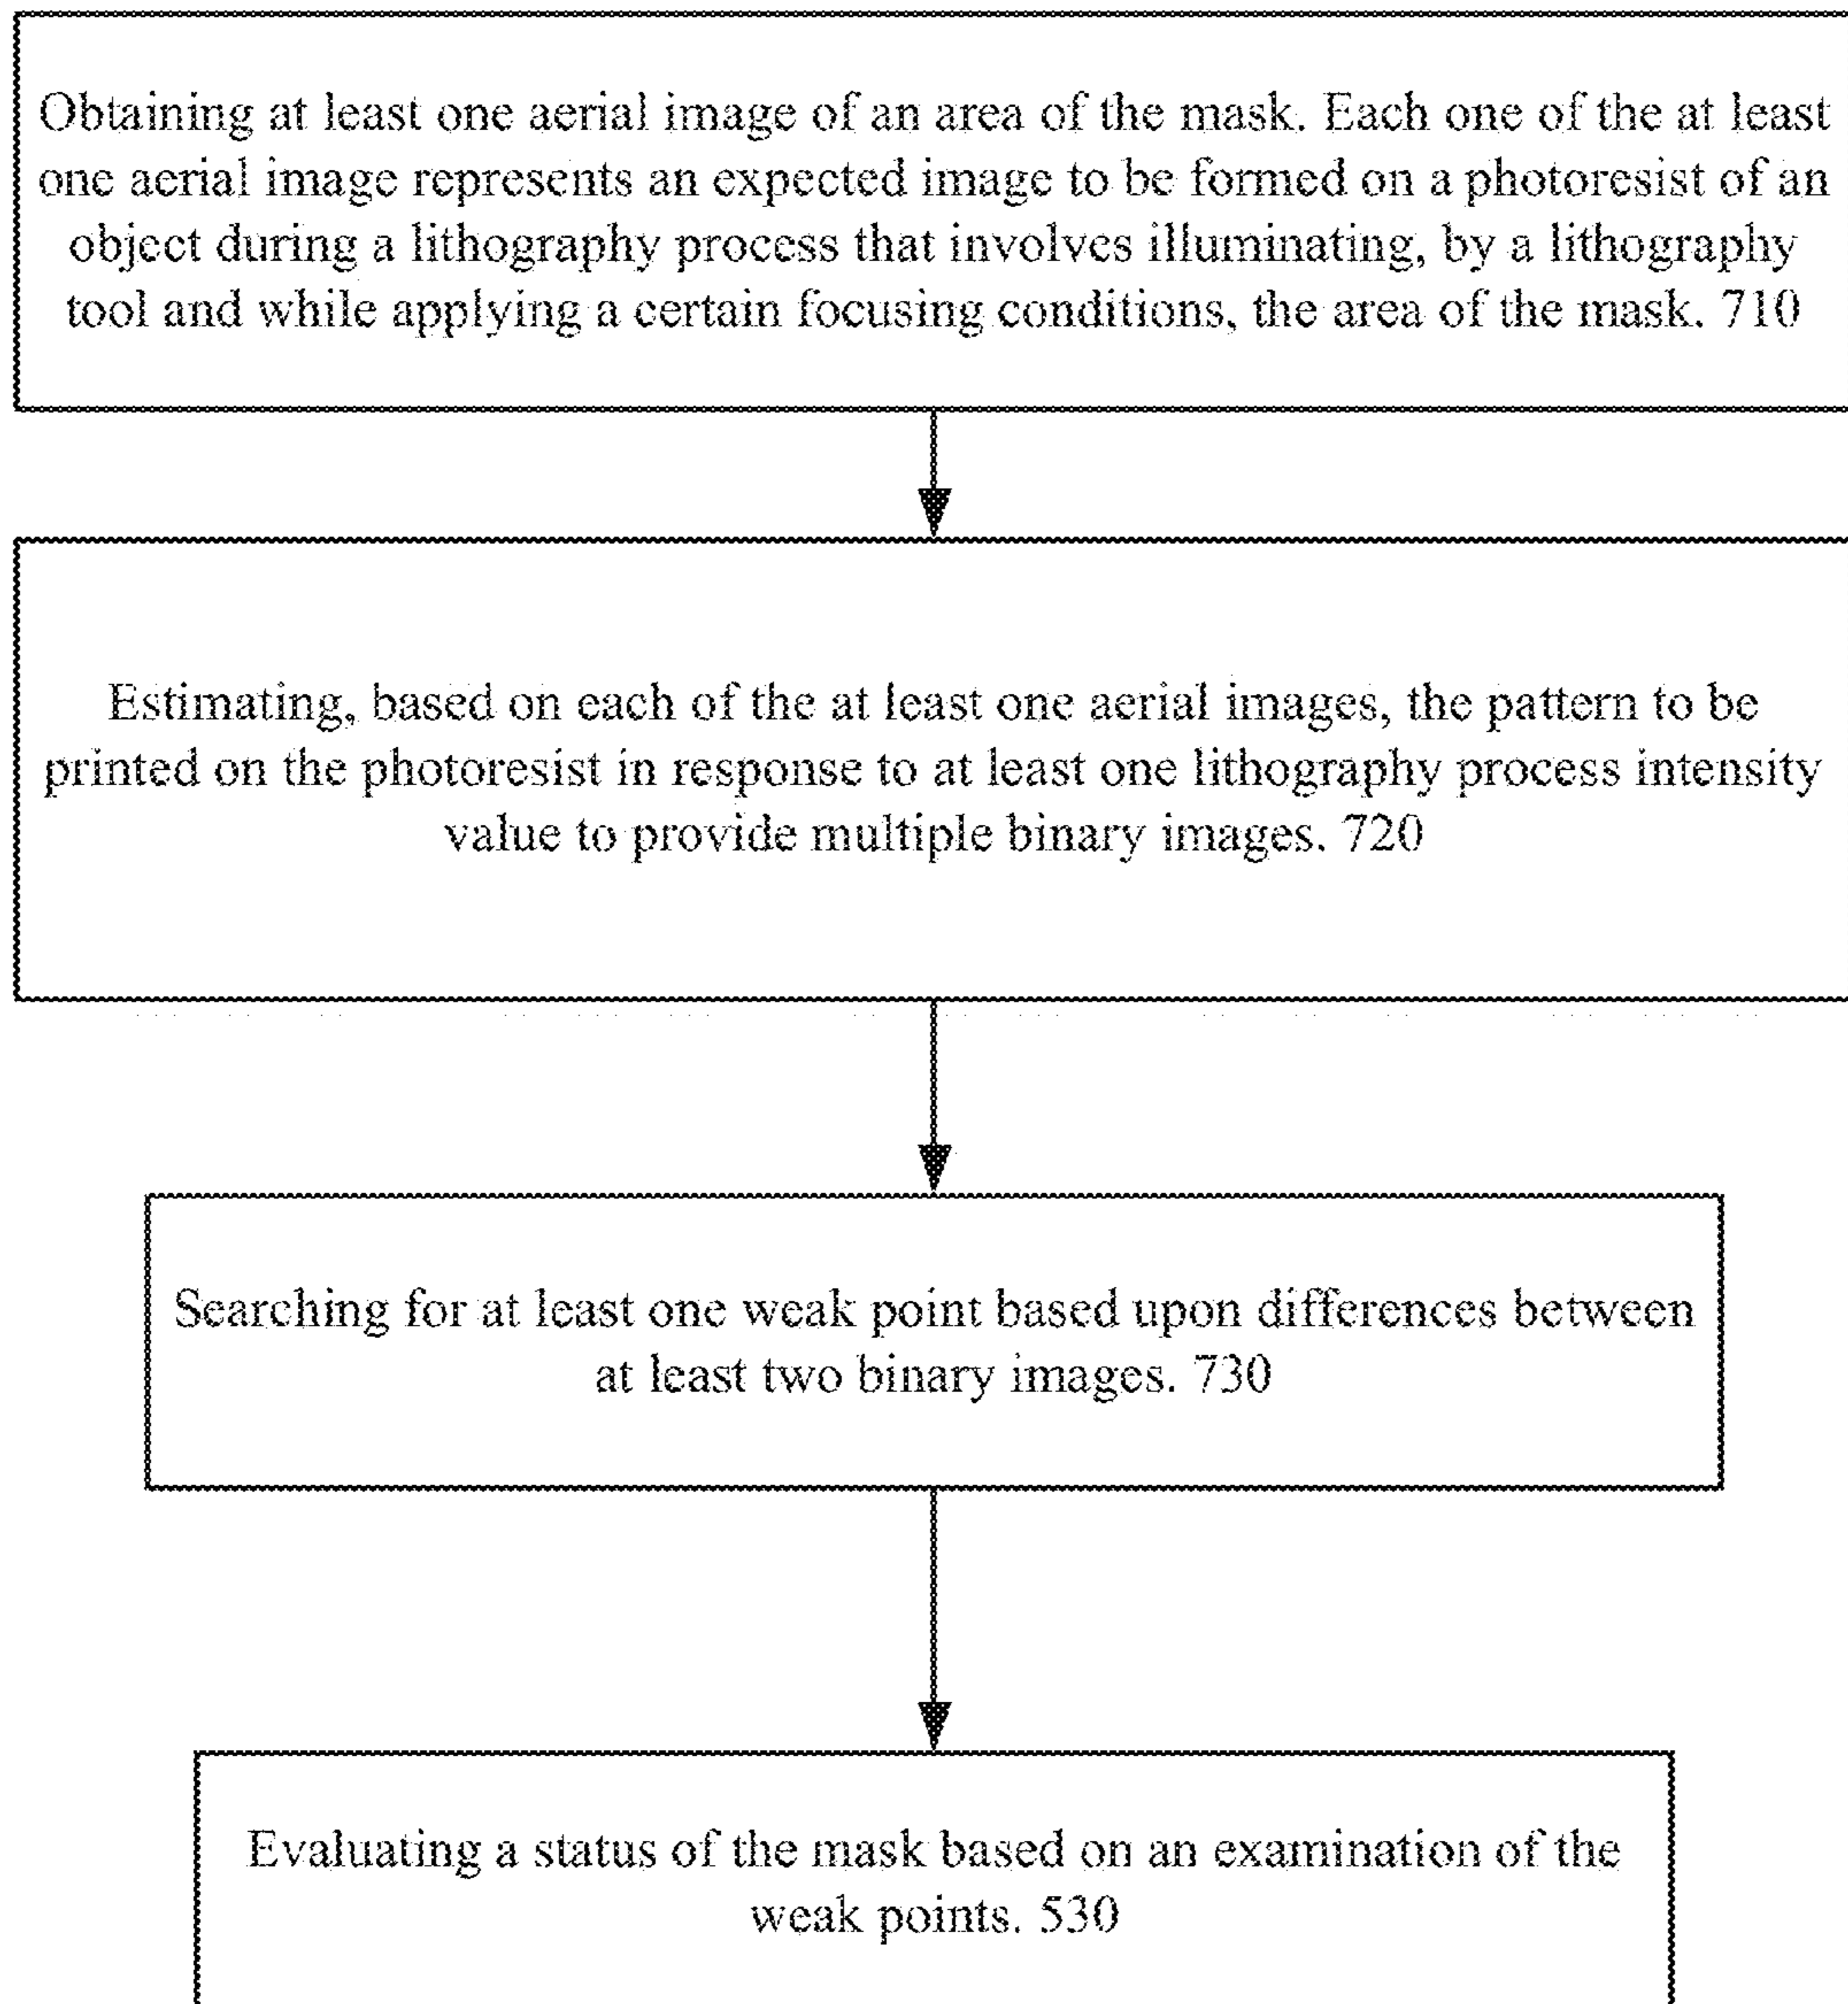 Obtaining at least one aerial image of an area of the mask. Each one of the at least
one aerial image represents an expected image to be formed on a photoresist of an
object during a lithography process that involves illuminating, by a lithography
tool and while applying a certain focusing conditions, the area of the mask. 710
Estimating, based on each of the at least one aerial images, the pattern to be
printed on the photoresist in response to at least one lithography process intensity
value to provide multiple binary images. 720
Searching for at least one weak point based upon differences between
at least two binary images. 730
Evaluating a status of the mask based on an examination of the
weak points. 530